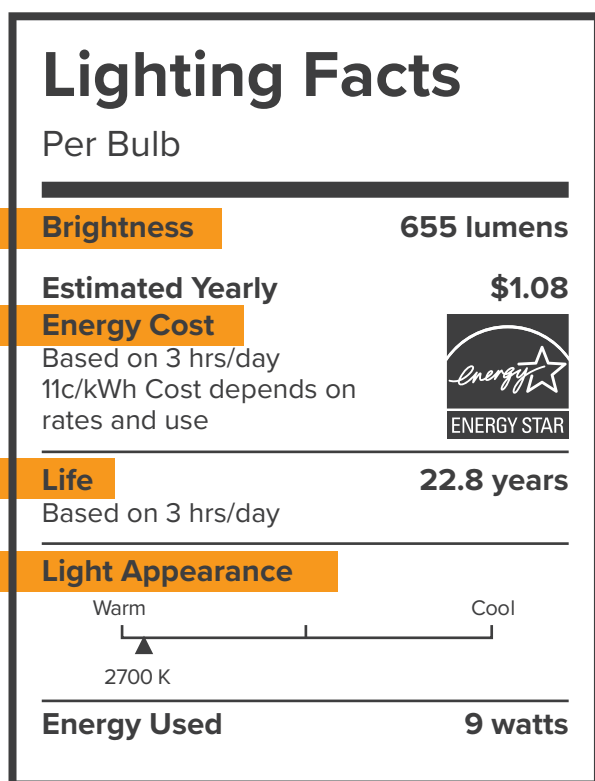 Lighting Facts
Per Bulb
Brightness 655 lumens
Estimated Yearly $1.08
Energy Cost
Based on 3 hrs/day
11c/kWh Cost depends on
rates and use
energy
ENERGY STAR
Life 22.8 years
Based on 3 hrs/day
Light Appearance
Warm Cool
2700 K
Energy Used 9 watts